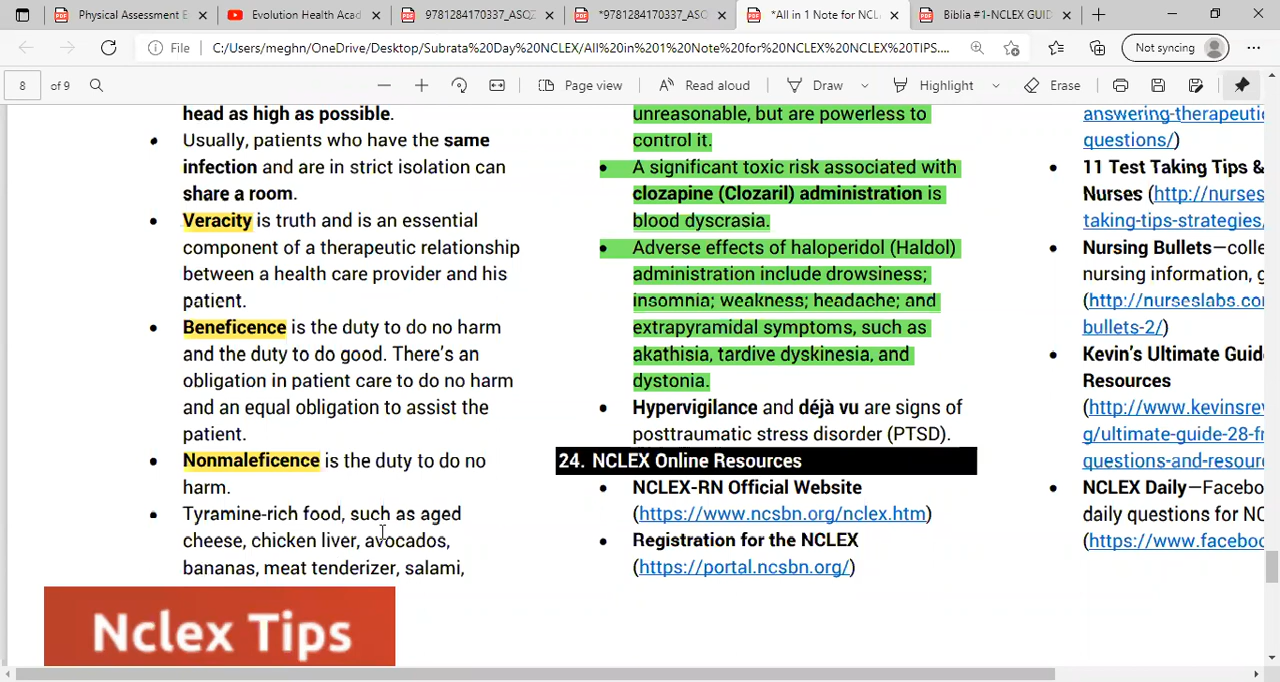 Physical Assessment E
Evolution Health Acad
9781284170337_ASQ
*9781284170337_ASQ
*All in 1 Note for NCL
Biblia #1-NCLEX GUID
File
C:/Users/meghn/OneDrive/Desktop/Subrata%20Day%20NCLEX/All%20in%201%20Note%20for%20NCLEX%20NCLEX%20TIPS....
Not syncing
8 of 9
Page view
Read aloud
Draw
Highlight
Erase
head as high as possible.
• Usually, patients who have the same
infection and are in strict isolation can
share a room.
• Veracity is truth and is an essential
component of a therapeutic relationship
between a health care provider and his
patient.
• Beneficence is the duty to do no harm
and the duty to do good. There's an
obligation in patient care to do no harm
and an equal obligation to assist the
patient.
• Nonmaleficence is the duty to do no
harm.
• Tyramine-rich food, such as aged
cheese, chicken liver, avocados,
bananas, meat tenderizer, salami,
Nclex Tips
unreasonable, but are powerless to
control it.
• A significant toxic risk associated with
clozapine (Clozaril) administration is
blood dyscrasia.
• Adverse effects of haloperidol (Haldol)
administration include drowsiness;
insomnia; weakness; headache; and
extrapyramidal symptoms, such as
akathisia, tardive dyskinesia, and
dystonia.
• Hypervigilance and déjà vu are signs of
posttraumatic stress disorder (PTSD).
24. NCLEX Online Resources
• NCLEX-RN Official Website
(https://www.ncsbn.org/nclex.htm)
• Registration for the NCLEX
(https://portal.ncsbn.org/)
answering-therapeuti
questions/)
• 11 Test Taking Tips &
Nurses (http://nurses
taking-tips-strategies/
• Nursing Bullets—colle
nursing information, g
(http://nurseslabs.co
bullets-2/)
• Kevin's Ultimate Guid
Resources
(http://www.kevinsrev
g/ultimate-guide-28-fr
questions-and-resour
• NCLEX Daily—Facebo
daily questions for NC
(https://www.faceboo